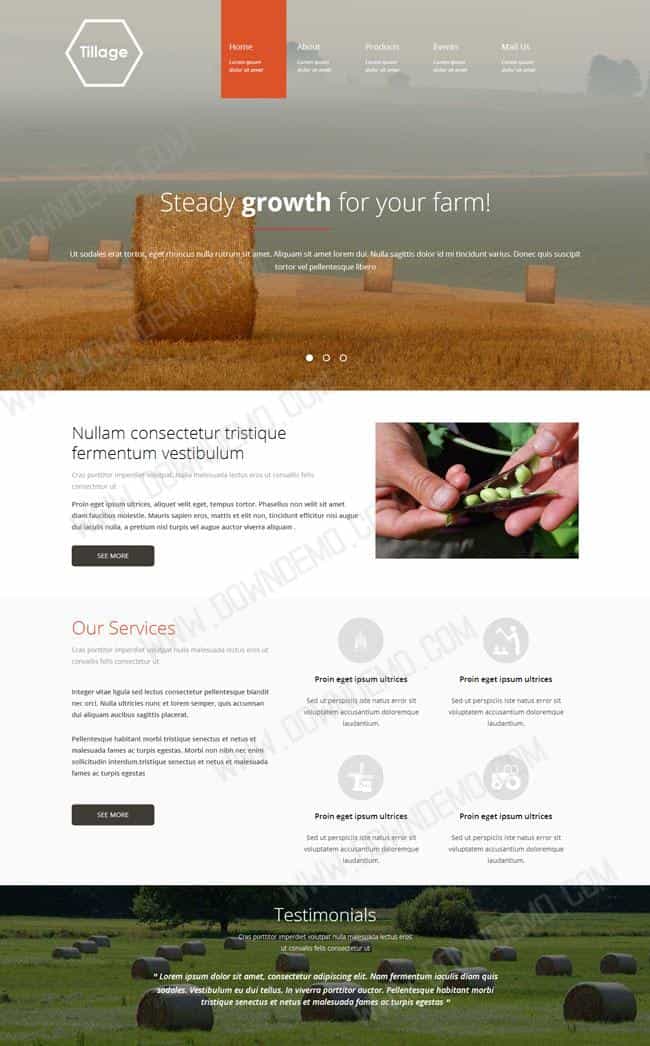 Tillage
Home
Lorem ipsum
dolor sit amet
About
Lorem ipsum
dolor sit amet
Products
Lorem ipsum
dolor sit amet
Events
Lorem ipsum
dolor sit amet
Mail Us
Lorem ipsum
dolor sit amet
Steady growth for your farm!
Ut sodales erat tortor, eget rhoncus nulla rutrum sit amet. Aliquam sit amet lorem dui. Nulla sagittis dolor id mi tincidunt varius. Donec quis suscipit
tortor vel pellentesque libero
Nullam consectetur tristique
fermentum vestibulum
Cras porttitor imperdiet volutpat nulla malesuada lectus eros ut convallis felis
consectetur ut
Proin eget ipsum ultrices, aliquet velit eget, tempus tortor. Phasellus non velit sit amet
diam faucibus molestie. Mauris sapien eros, mattis et elit non, tincidunt efficitur nisi augue
dui iaculis nulla, a pretium nisl turpis vel augue auctor viverra aliquam .
SEE MORE
Our Services
Cras porttitor imperdiet volutpat nulla malesuada lectus eros ut
convallis felis consectetur ut
Integer vitae ligula sed lectus consectetur pellentesque blandit
nec orci. Nulla ultricies nunc et lorem semper, quis accumsan
dui aliquam aucibus sagittis placerat.
Pellentesque habitant morbi tristique senectus et netus et
malesuada fames ac turpis egestas. Morbi non nibh nec enim
sollicitudin interdum.tristique senectus et netus et malesuada
fames ac turpis egestas
SEE MORE
Proin eget ipsum ultrices
Sed ut perspiciis iste natus error sit
voluptatem accusantium doloremque
laudantium.
Proin eget ipsum ultrices
Sed ut perspiciis iste natus error sit
voluptatem accusantium doloremque
laudantium.
Proin eget ipsum ultrices
Sed ut perspiciis iste natus error sit
voluptatem accusantium doloremque
laudantium.
Proin eget ipsum ultrices
Sed ut perspiciis iste natus error sit
voluptatem accusantium doloremque
laudantium.
Testimonials
Cras porttitor imperdiet volutpat nulla malesuada lectus eros
ut convallis felis consectetur ut
" Lorem ipsum dolor sit amet, consectetur adipiscing elit. Nam fermentum iaculis diam quis
sodales. Vestibulum eu dui tellus. In viverra porttitor auctor. Pellentesque habitant morbi
tristique senectus et netus et malesuada fames ac turpis egestas "
WWW.DOWNDEMO.COM
WWW.DOWNDEMO.COM
WWW.DOWNDEMO.COM
WWW.DOWNDEMO.COM
WWW.DOWNDEMO.COM